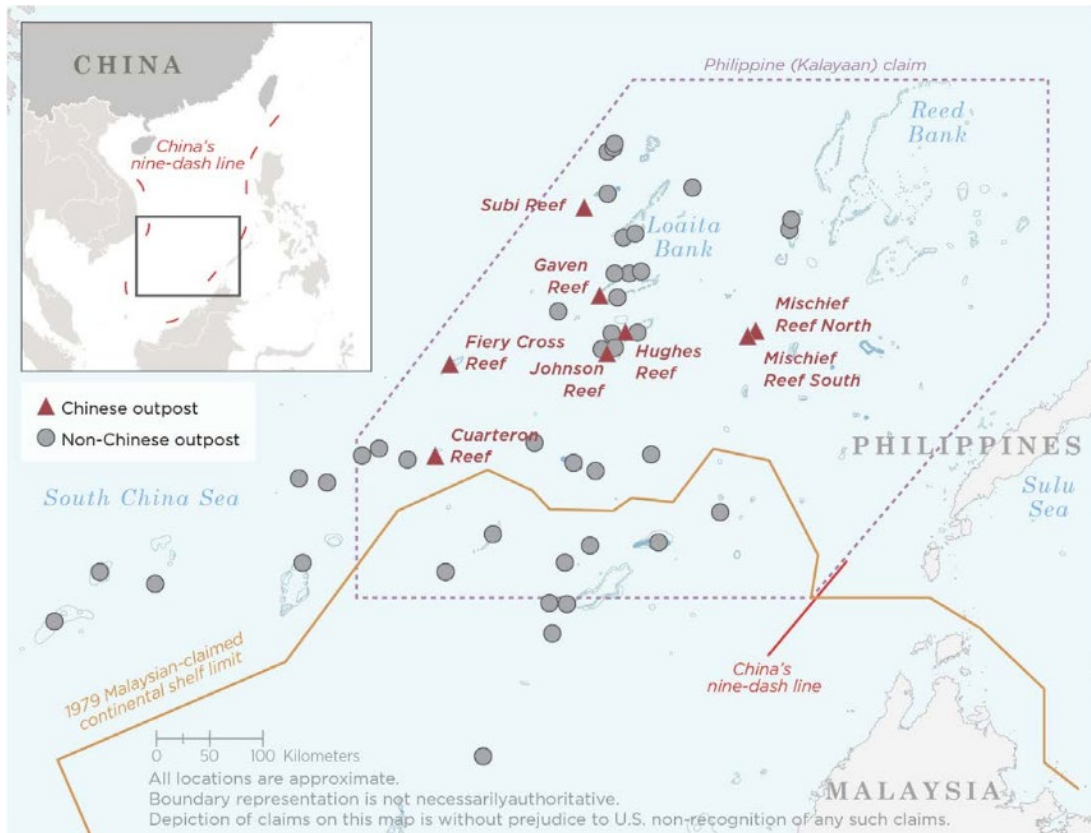 CHINA
China's
nine-dash line
Chinese outpost
Non-Chinese outpost
Philippine (Kalayaan) claim
Reed
Bank
Subi Reef
Loaita
Bank
Gaven
Reef
Mischief
Reef North
Fiery Cross
Reef
Johnson
Reef
Hughes
Reef
Mischief
Reef South
Cuarteron
Reef
PHILIPPINES
South China Sea
Sulu
Sea
1979 Malaysian-claimed
continental shelf limit
China's
nine-dash line
0 50 100 Kilometers
All locations are approximate.
Boundary representation is not necessarilyauthoritative.
MALAYSIA
Depiction of claims on this map is without prejudice to U.S. non-recognition of any such claims.